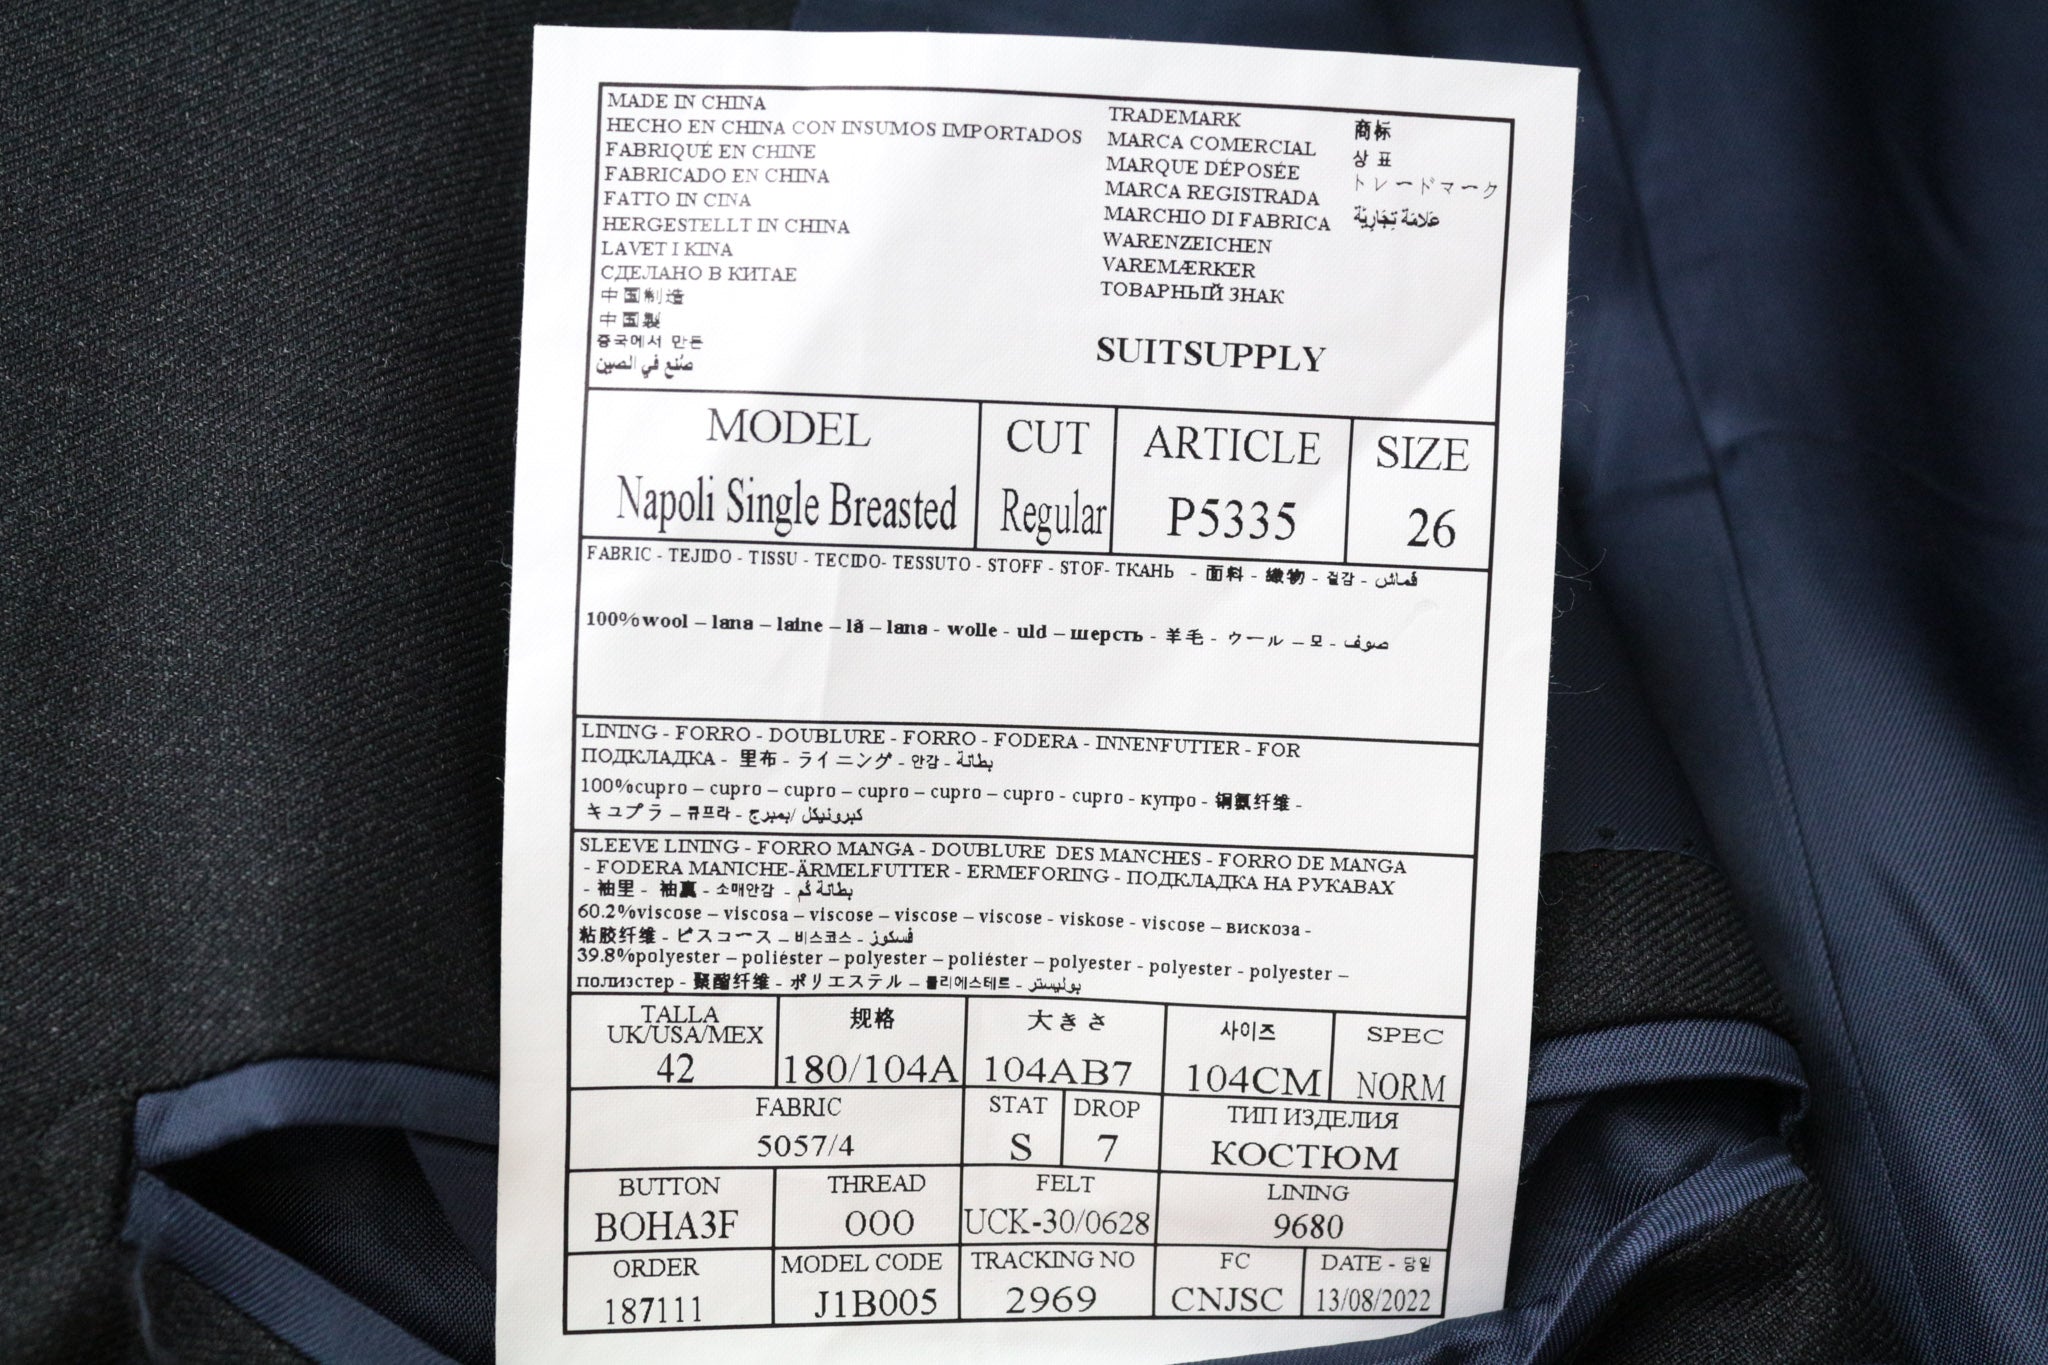 MADE IN CHINA
HECHO EN CHINA CON INSUMOS IMPORTADOS
FABRIQUÉ EN CHINE
FABRICADO EN CHINA
FATTO IN CINA
HERGESTELLT IN CHINA
LAVET I KINA
СДЕЛАНО В КИТАЕ
中国制造
中国製
중국에서 만든
صُنع في الصين
TRADEMARK
MARCA COMERCIAL
MARQUE DÉPOSÉE
MARCA REGISTRADA
MARCHIO DI FABRICA
WARENZEICHEN
VAREMÆRKER
ТОВАРНЫЙ ЗНАК
商标
상표
トレードマーク
عَلامَة تِجَارِيَّة
SUITSUPPLY
MODEL
Napoli Single Breasted
CUT
Regular
ARTICLE
P5335
SIZE
26
FABRIC - TEJIDO - TISSU - TECIDO- TESSUTO - STOFF - STOF- ТКАНЬ - 面料 - 織物 - 겉감 - قماش
100%wool – lana – laine – lã – lana - wolle - uld – шерсть - 羊毛 - ウール – 모 - صوف
LINING - FORRO - DOUBLURE - FORRO - FODERA - INNENFUTTER - FOR
ПОДКЛАДКА - 里布 - ライニング - 안감 - بطانة
100%cupro – cupro – cupro – cupro – cupro – cupro - cupro - купро - 铜氨纤维 -
キュプラ – 큐프라 - كبرونيكل /بمبرج
SLEEVE LINING - FORRO MANGA - DOUBLURE DES MANCHES - FORRO DE MANGA
- FODERA MANICHE-ÄRMELFUTTER - ERMEFORING - ПОДКЛАДКА НА РУКАВАХ
- 袖里 - 袖裏 - 소매안감 - بطانة كُم
60.2%viscose – viscosa – viscose – viscose – viscose - viskose - viscose – вискоза -
粘胶纤维 - ビスコース – 비스코스 - فسكوز
39.8%polyester – poliéster – polyester – poliéster – polyester - polyester - polyester –
полиэстер - 聚酯纤维 - ポリエステル – 폴리에스테르 - بوليستر
TALLA
UK/USA/MEX
42
规格
180/104A
大きさ
104AB7
사이즈
104CM
SPEC
NORM
FABRIC
5057/4
STAT
S
DROP
7
ТИП ИЗДЕЛИЯ
КОСТЮМ
BUTTON
BOHA3F
THREAD
OOO
FELT
UCK-30/0628
LINING
9680
ORDER
187111
MODEL CODE
J1B005
TRACKING NO
2969
FC
CNJSC
DATE - 당일
13/08/2022